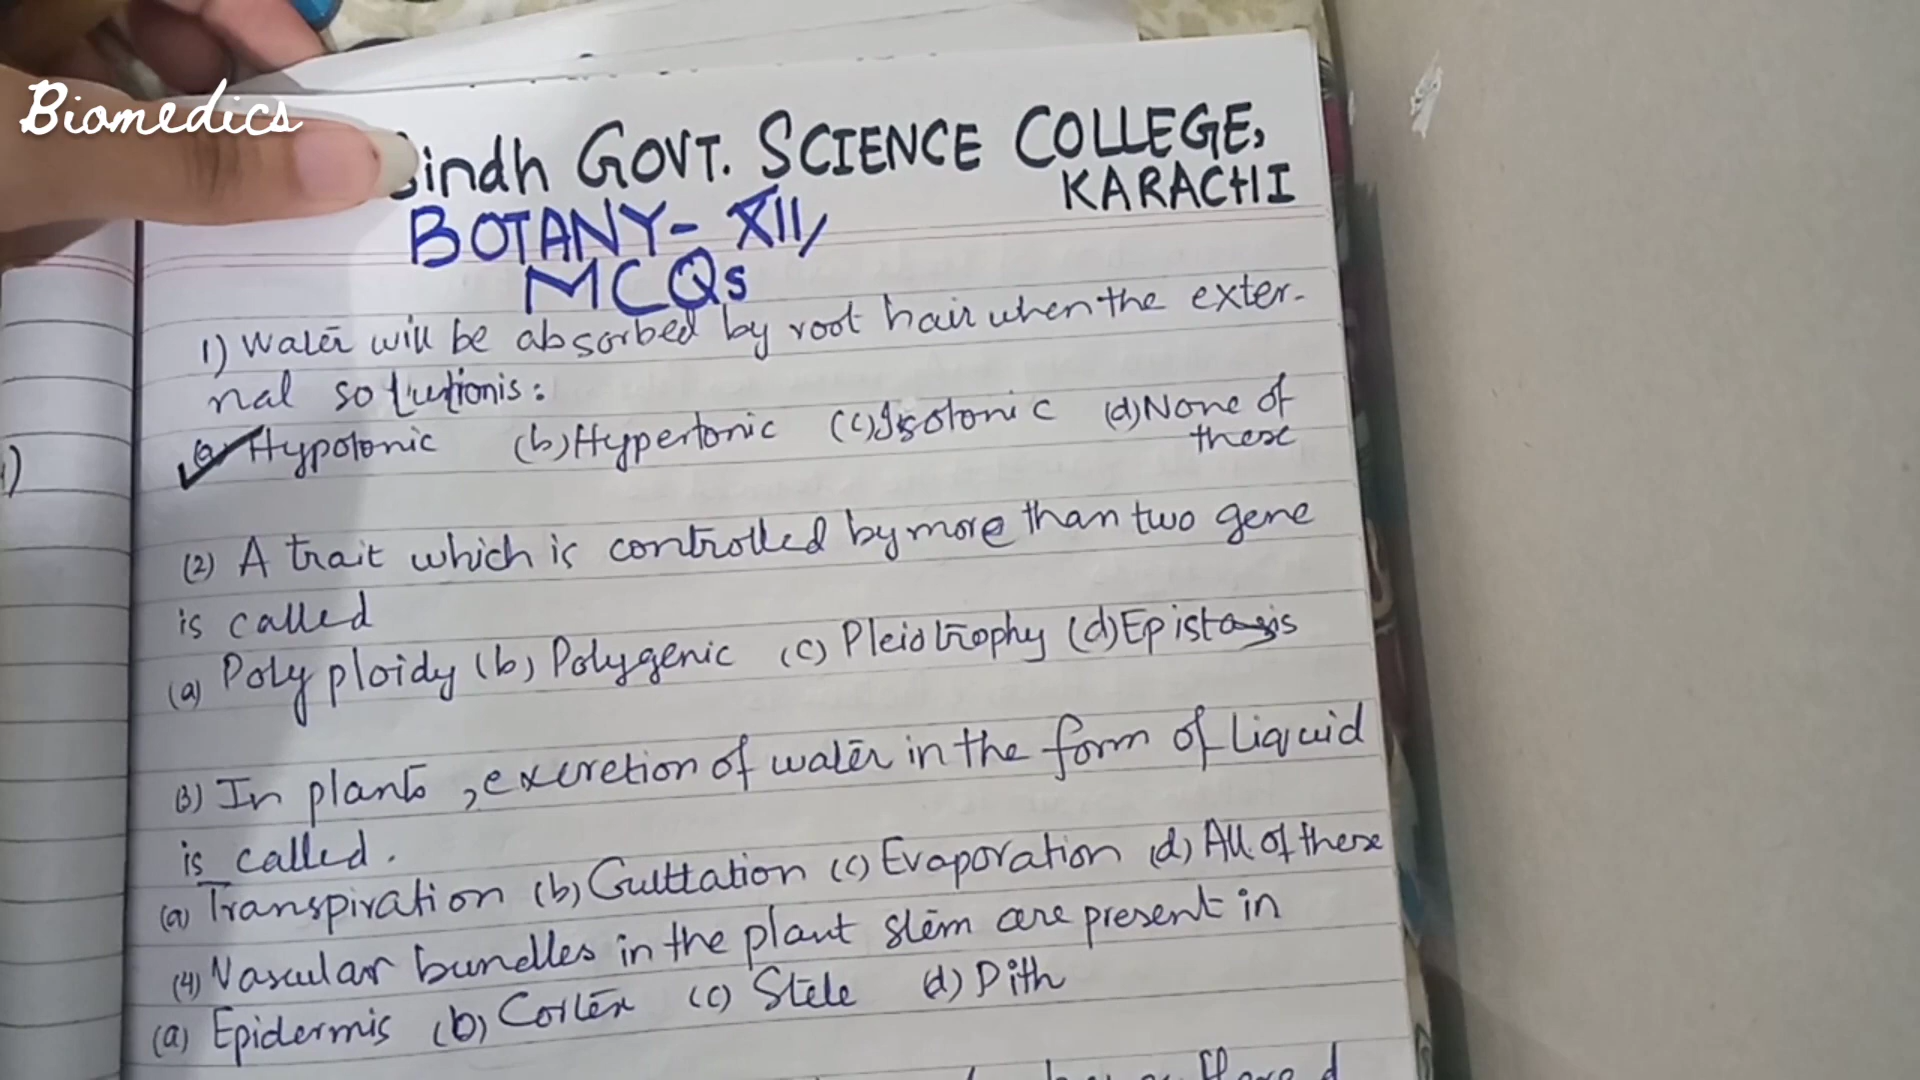 Biomedics
Sindh GOVT. SCIENCE COLLEGE,
KARACHI
BOTANY- XII,
MCQs
1) Water will be absorbed by root hair when the exter-
nal solutionis:
(a) Hypotonic (b) Hypertonic (c) Isotonic (d) None of
these
(2) A trait which is controlled by more than two gene
is called
(a) Poly ploidy (b) Polygenic (c) Pleiotrophy (d) Epistasis
(3) In plants, excretion of water in the form of Liquid
is called.
(a) Transpiration (b) Guttation (c) Evaporation (d) All of these
(4) Vascular bundles in the plant stem are present in
(a) Epidermis (b) Cortex (c) Stele (d) Pith